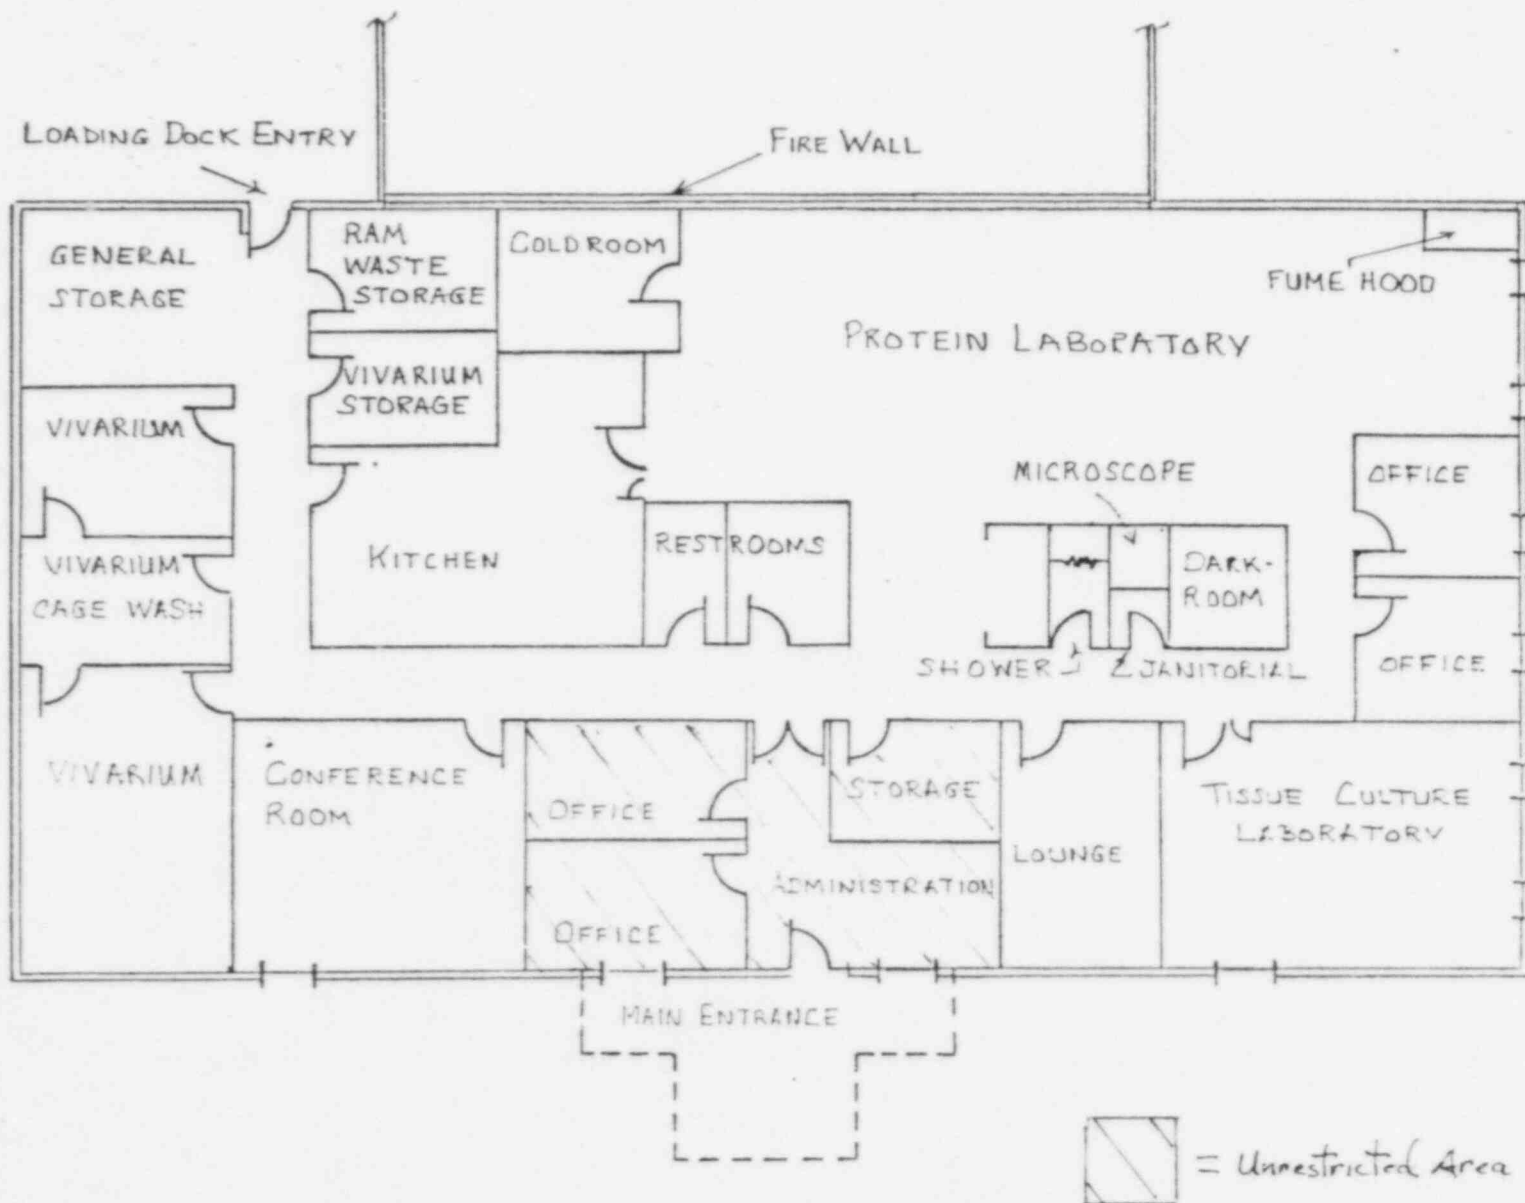 LOADING DOCK ENTRY
FIRE WALL
GENERAL
STORAGE
RAM
WASTE
STORAGE
COLDROOM
FUME HOOD
PROTEIN LABORATORY
VIVARIUM
STORAGE
VIVARIUM
MICROSCOPE
OFFICE
KITCHEN
RESTROOMS
DARK-
ROOM
VIVARIUM
CAGE WASH
SHOWER
JANITORIAL
OFFICE
VIVARIUM
CONFERENCE
ROOM
OFFICE
STORAGE
TISSUE CULTURE
LABORATORY
LOUNGE
ADMINISTRATION
OFFICE
MAIN ENTRANCE
= Unrestricted Area